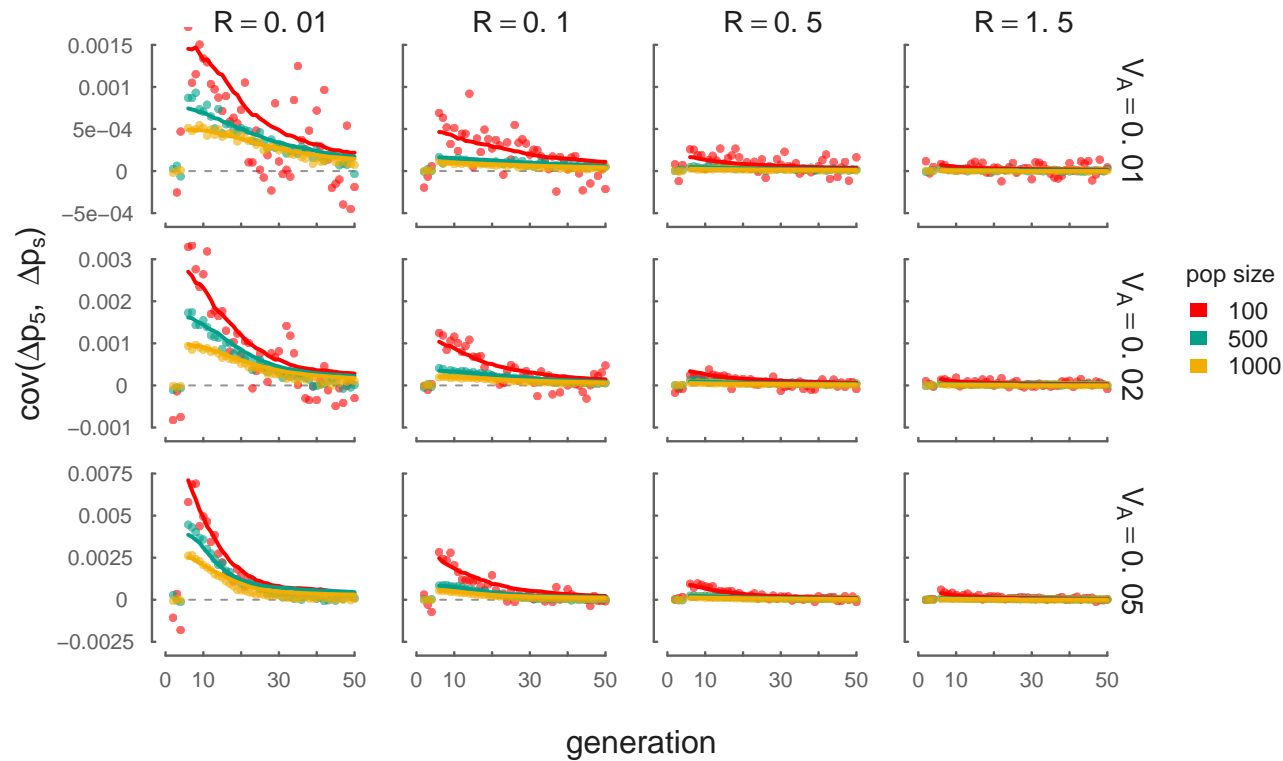 R = 0. 01 R = 0. 1 R = 0. 5 R = 1. 5
0.0015
0.001
5e−04
0
−5e−04
V_A = 0. 01
0.003
0.002
0.001
0
−0.001
V_A = 0. 02
0.0075
0.005
0.0025
0
−0.0025
V_A = 0. 05
cov(Δp₅, Δpₛ)
0 10 30 50 0 10 30 50 0 10 30 50 0 10 30 50
generation
pop size
100
500
1000